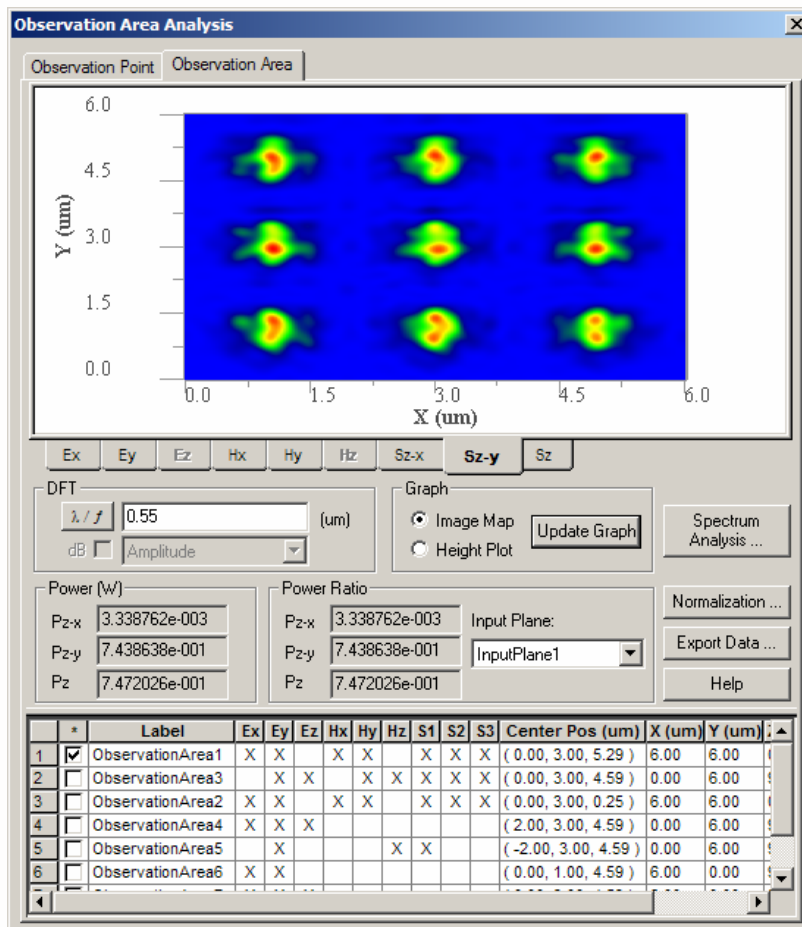 Observation Area Analysis
Observation Point Observation Area
6.0
4.5
3.0
1.5
0.0
Y (um)
0.0 1.5 3.0 4.5 6.0
X (um)
Ex Ey Ez Hx Hy Hz Sz-x Sz-y Sz
DFT
λ / f 0.55 (um)
dB Amplitude
Graph
Image Map
Height Plot
Update Graph
Spectrum
Analysis ...
Power (W)
Pz-x 3.338762e-003
Pz-y 7.438638e-001
Pz 7.472026e-001
Power Ratio
Pz-x 3.338762e-003
Pz-y 7.438638e-001
Pz 7.472026e-001
Input Plane:
InputPlane1
Normalization ...
Export Data ...
Help
* Label Ex Ey Ez Hx Hy Hz S1 S2 S3 Center Pos (um) X (um) Y (um)
1 ObservationArea1 X X X X X X X ( 0.00, 3.00, 5.29 ) 6.00 6.00
2 ObservationArea3 X X X X X X X ( 0.00, 3.00, 4.59 ) 0.00 6.00
3 ObservationArea2 X X X X X X X ( 0.00, 3.00, 0.25 ) 6.00 6.00
4 ObservationArea4 X X X ( 2.00, 3.00, 4.59 ) 0.00 6.00
5 ObservationArea5 X X X ( -2.00, 3.00, 4.59 ) 0.00 6.00
6 ObservationArea6 X X ( 0.00, 1.00, 4.59 ) 6.00 0.00